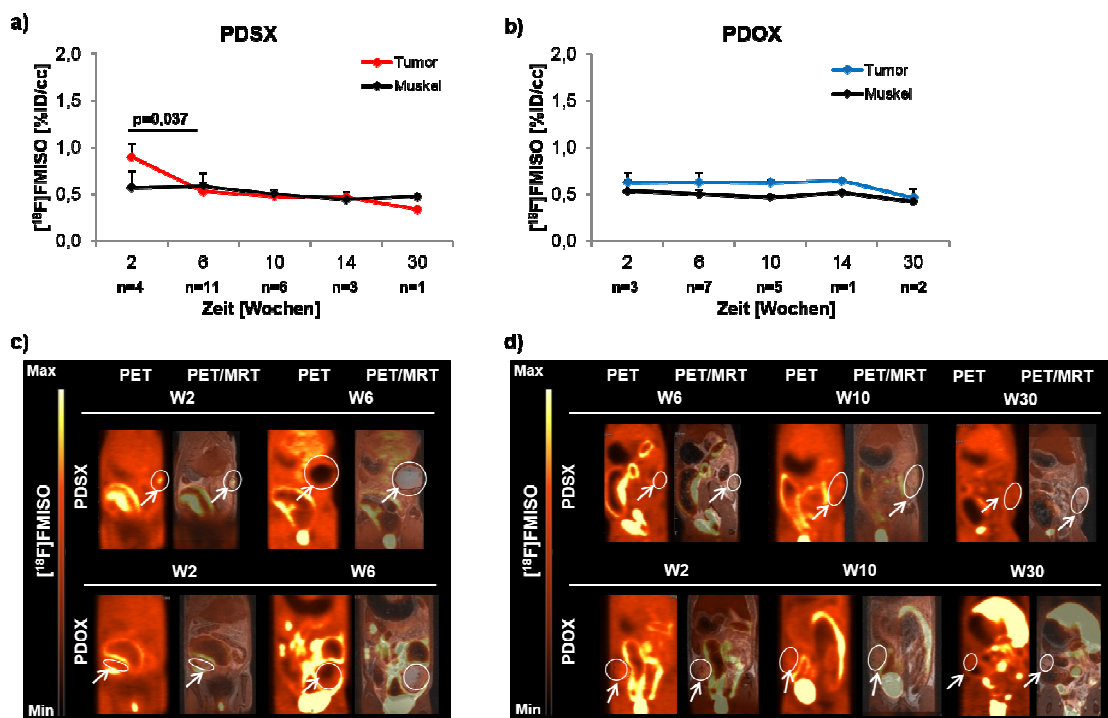 a)
PDSX
[¹⁸F]FMISO [%ID/cc]
2,0
1,5
1,0
0,5
0,0
Tumor
Muskel
p=0,037
2 6 10 14 30
n=4 n=11 n=6 n=3 n=1
Zeit [Wochen]
b)
PDOX
[¹⁸F]FMISO [%ID/cc]
2,0
1,5
1,0
0,5
0,0
Tumor
Muskel
2 6 10 14 30
n=3 n=7 n=5 n=1 n=2
Zeit [Wochen]
c)
Max
[¹⁸F]FMISO
Min
PET PET/MRT PET PET/MRT
W2 W6
PDSX
W2 W6
PDOX
d)
Max
[¹⁸F]FMISO
Min
PET PET/MRT PET PET/MRT PET PET/MRT
W6 W10 W30
PDSX
W2 W10 W30
PDOX